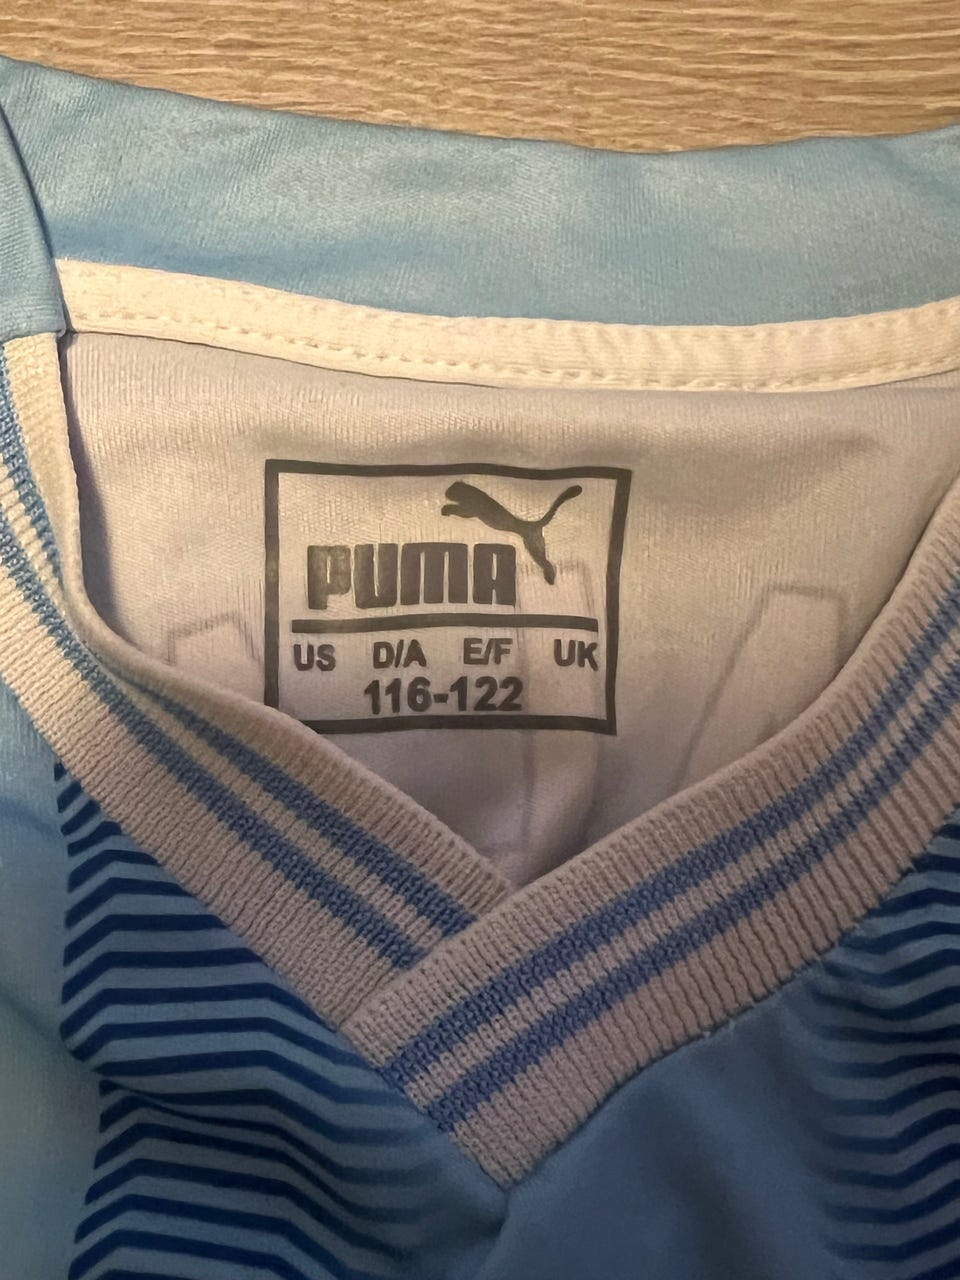 PUMA
US D/A E/F UK
116-122